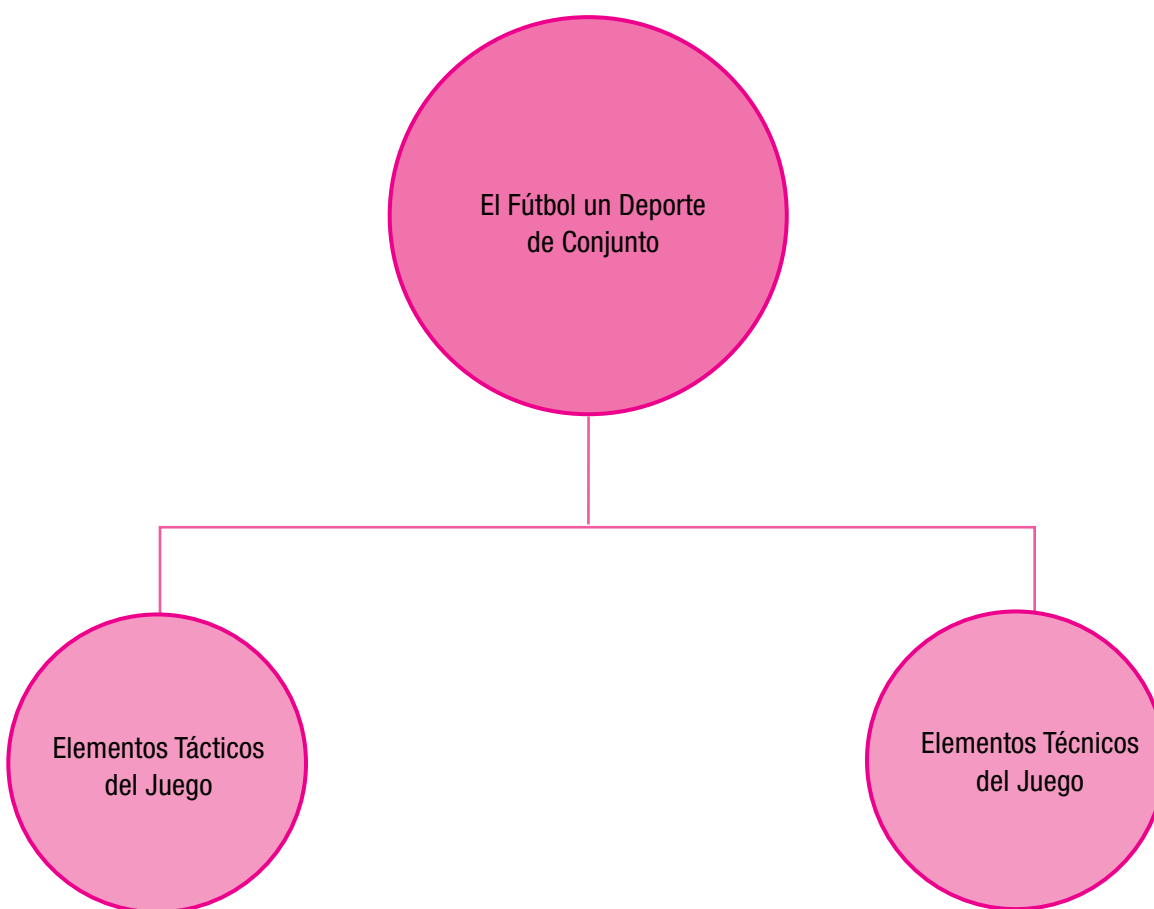 El Fútbol un Deporte
de Conjunto
Elementos Tácticos
del Juego
Elementos Técnicos
del Juego